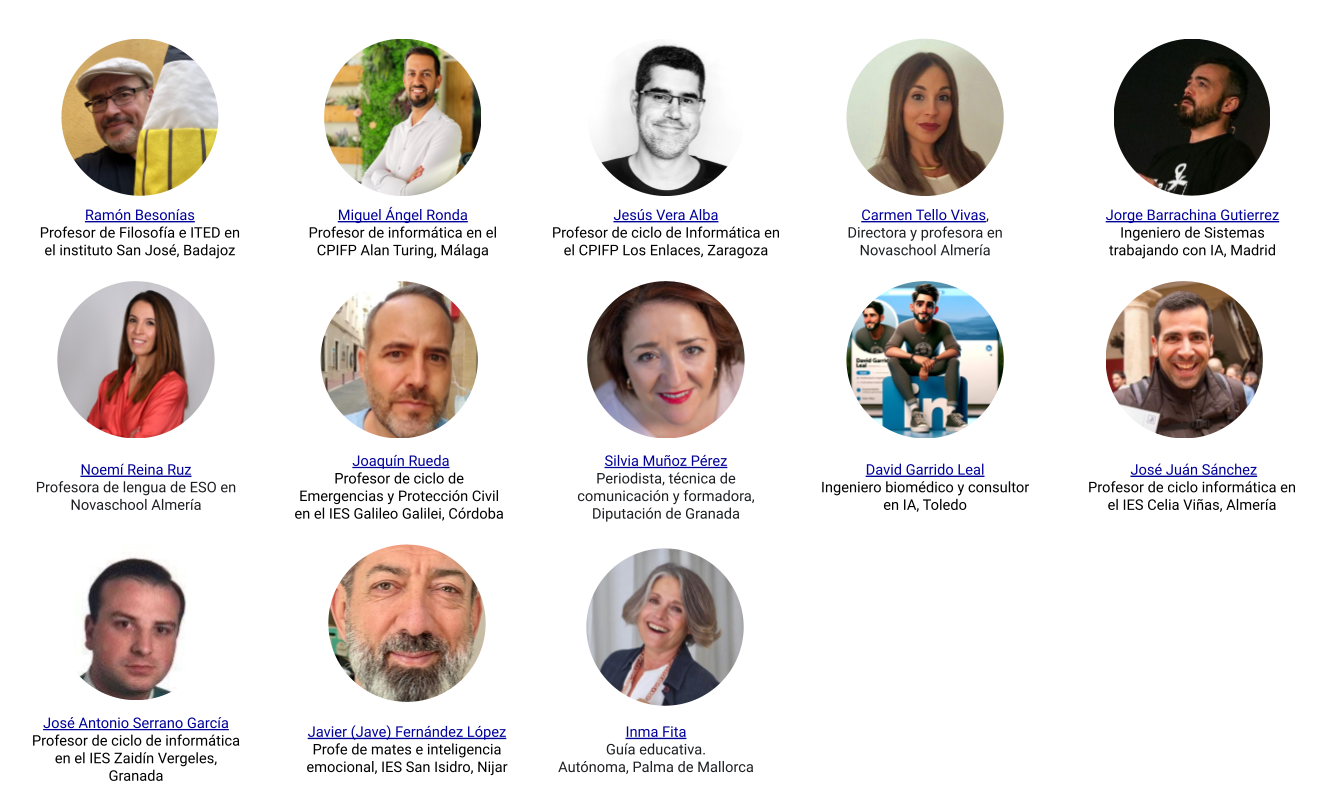 Ramón Besonías
Profesor de Filosofía e ITED en
el instituto San José, Badajoz
Miguel Ángel Ronda
Profesor de informática en el
CPIFP Alan Turing, Málaga
Jesús Vera Alba
Profesor de ciclo de Informática en
el CPIFP Los Enlaces, Zaragoza
Carmen Tello Vivas,
Directora y profesora en
Novaschool Almería
Jorge Barrachina Gutierrez
Ingeniero de Sistemas
trabajando con IA, Madrid
David Garrido
Leal
in
Noemí Reina Ruz
Profesora de lengua de ESO en
Novaschool Almería
Joaquín Rueda
Profesor de ciclo de
Emergencias y Protección Civil
en el IES Galileo Galilei, Córdoba
Silvia Muñoz Pérez
Periodista, técnica de
comunicación y formadora,
Diputación de Granada
David Garrido Leal
Ingeniero biomédico y consultor
en IA, Toledo
José Juán Sánchez
Profesor de ciclo informática en
el IES Celia Viñas, Almería
José Antonio Serrano García
Profesor de ciclo de informática
en el IES Zaidín Vergeles,
Granada
Javier (Jave) Fernández López
Profe de mates e inteligencia
emocional, IES San Isidro, Nijar
Inma Fita
Guía educativa.
Autónoma, Palma de Mallorca